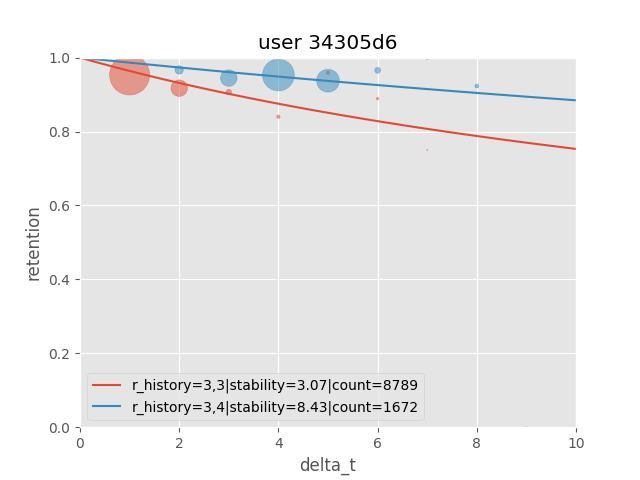 user 34305d6
1.0
0.8
0.6
0.4
0.2
0.0
retention
r_history=3,3|stability=3.07|count=8789
r_history=3,4|stability=8.43|count=1672
0
2
4
6
8
10
delta_t